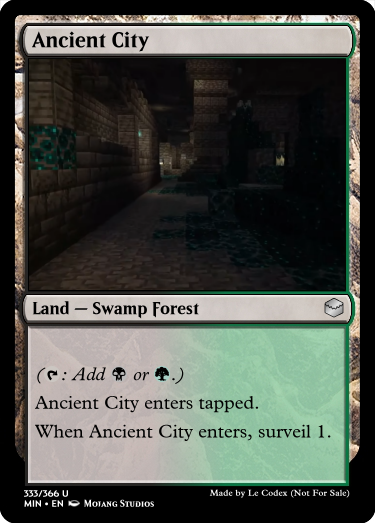 Ancient City
Land — Swamp Forest
(: Add or .)
Ancient City enters tapped.
When Ancient City enters, surveil 1.
333/366 U
MIN • EN Mojang Studios
Made by Le Codex (Not For Sale)